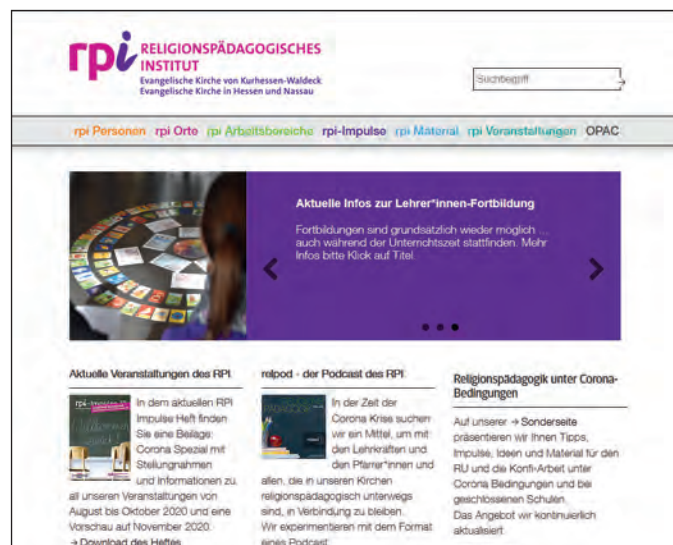 rpi RELIGIONSPÄDAGOGISCHES
INSTITUT
Evangelische Kirche von Kurhessen-Waldeck
Evangelische Kirche in Hessen und Nassau
Suchbegriff
rpi Personen rpi Orte rpi Arbeitsbereiche rpi-Impulse rpi Material rpi Veranstaltungen OPAC
Aktuelle Infos zur Lehrer*innen-Fortbildung
Fortbildungen sind grundsätzlich wieder möglich ...
auch während der Unterrichtszeit stattfinden. Mehr
Infos bitte Klick auf Titel.
Aktuelle Veranstaltungen des RPI
rpi-Impulse
In dem aktuellen RPI
Impulse Heft finden
Sie eine Beilage:
Corona Spezial mit
Stellungnahmen
und Informationen zu
all unseren Veranstaltungen von
August bis Oktober 2020 und eine
Vorschau auf November 2020.
→ Download des Heftes
relpod - der Podcast des RPI
In der Zeit der
Corona Krise suchen
wir ein Mittel, um mit
den Lehrkräften und
den Pfarrer*innen und
allen, die in unseren Kirchen
religionspädagogisch unterwegs
sind, in Verbindung zu bleiben.
Wir experimentieren mit dem Format
eines Podcast.
Religionspädagogik unter Corona-
Bedingungen
Auf unserer → Sonderseite
präsentieren wir Ihnen Tipps,
Impulse, Ideen und Material für den
RU und die Konfi-Arbeit unter
Corona Bedingungen und bei
geschlossenen Schulen.
Das Angebot wir kontinuierlich
aktualisiert.